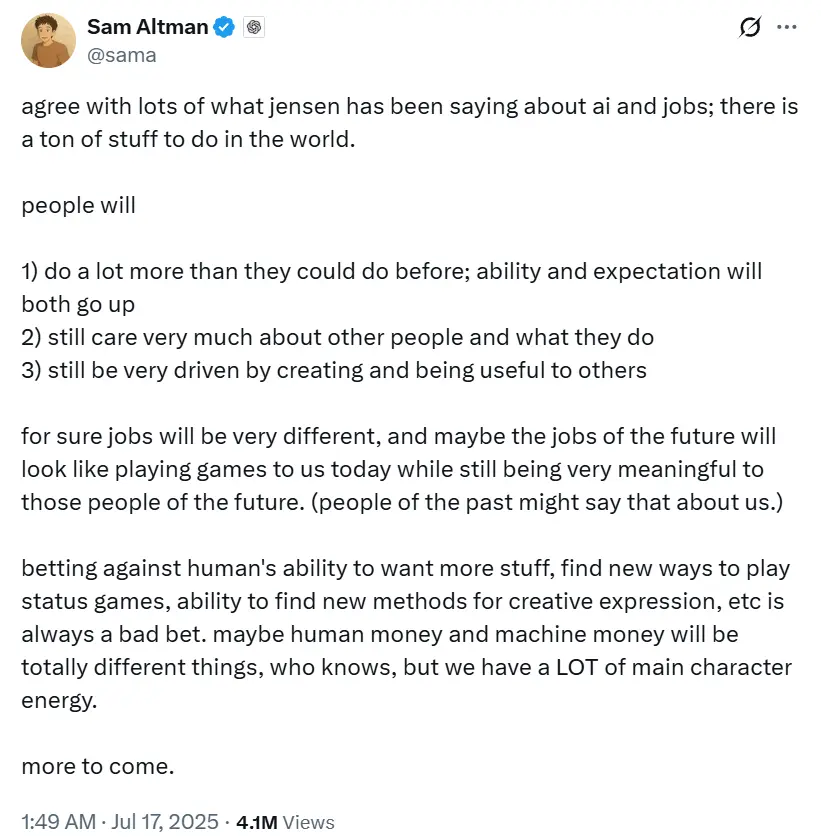 Sam Altman
@sama
agree with lots of what jensen has been saying about ai and jobs; there is
a ton of stuff to do in the world.
people will
1) do a lot more than they could do before; ability and expectation will
both go up
2) still care very much about other people and what they do
3) still be very driven by creating and being useful to others
for sure jobs will be very different, and maybe the jobs of the future will
look like playing games to us today while still being very meaningful to
those people of the future. (people of the past might say that about us.)
betting against human's ability to want more stuff, find new ways to play
status games, ability to find new methods for creative expression, etc is
always a bad bet. maybe human money and machine money will be
totally different things, who knows, but we have a LOT of main character
energy.
more to come.
1:49 AM · Jul 17, 2025 · 4.1M Views